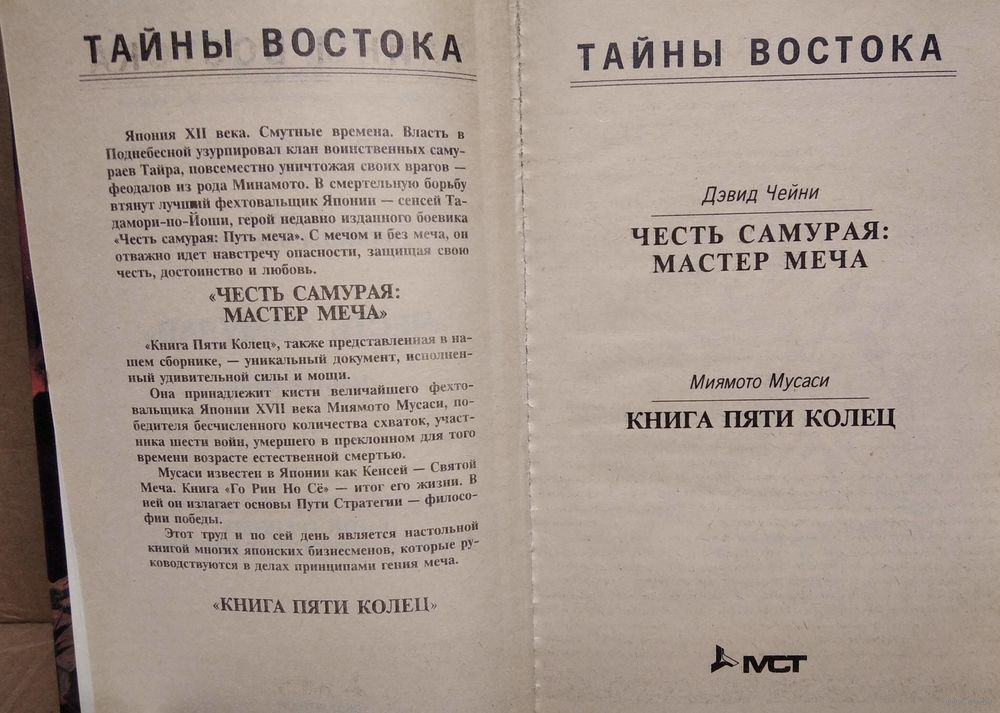 ТАЙНЫ ВОСТОКА
Япония XII века. Смутные времена. Власть в
Поднебесной узурпировал клан воинственных саму-
раев Тайра, повсеместно уничтожая своих врагов —
феодалов из рода Минамото. В смертельную борьбу
втянут лучший фехтовальщик Японии — сенсей Та-
дамори-по-Йоши, герой недавно изданного боевика
«Честь самурая: Путь меча». С мечом и без меча, он
отважно идет навстречу опасности, защищая свою
честь, достоинство и любовь.
«ЧЕСТЬ САМУРАЯ:
МАСТЕР МЕЧА»
«Книга Пяти Колец», также представленная в на-
шем сборнике, — уникальный документ, исполнен-
ный удивительной силы и мощи.
Она принадлежит кисти величайшего фехто-
вальщика Японии XVII века Миямото Мусаси, по-
бедителя бесчисленного количества схваток, участ-
ника шести войн, умершего в преклонном для того
времени возрасте естественной смертью.
Мусаси известен в Японии как Кенсей — Святой
Меча. Книга «Го Рин Но Сё» — итог его жизни. В
ней он излагает основы Пути Стратегии — филосо-
фии победы.
Этот труд и по сей день является настольной
книгой многих японских бизнесменов, которые ру-
ководствуются в делах принципами гения меча.
«КНИГА ПЯТИ КОЛЕЦ»
ТАЙНЫ ВОСТОКА
Дэвид Чейни
ЧЕСТЬ САМУРАЯ:
МАСТЕР МЕЧА
Миямото Мусаси
КНИГА ПЯТИ КОЛЕЦ
МСТ